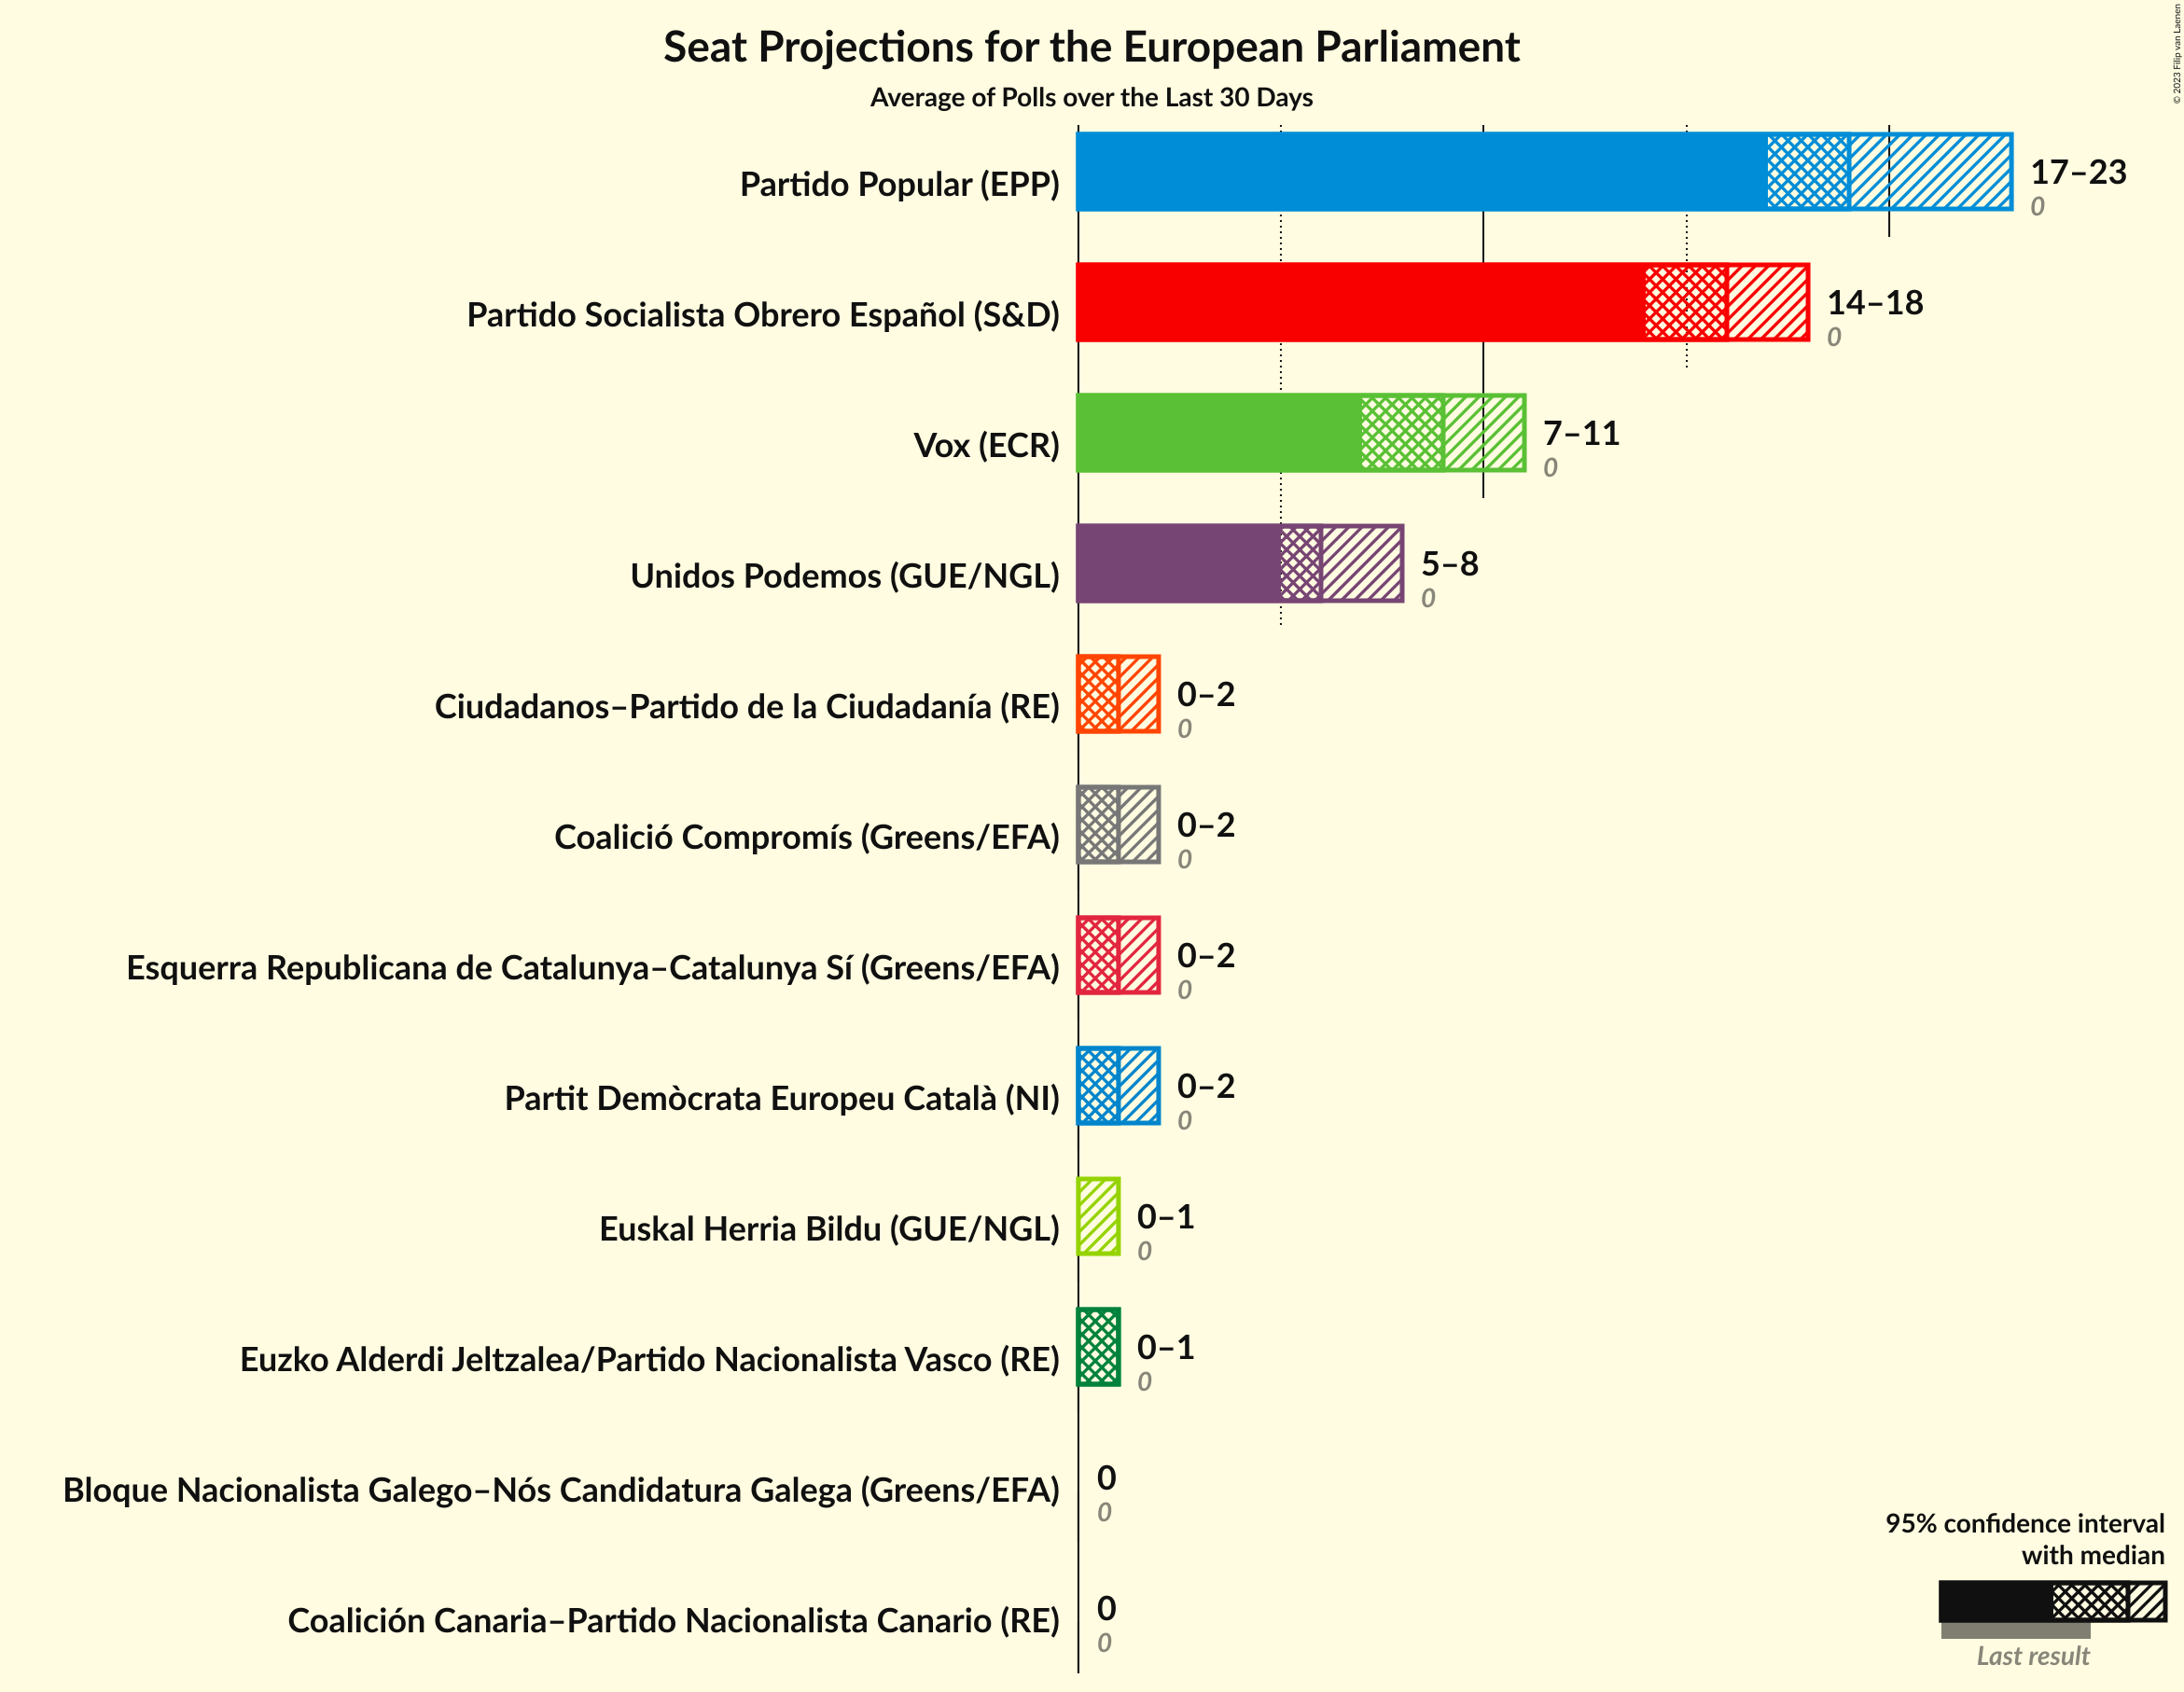 Seat Projections for the European Parliament
Average of Polls over the Last 30 Days
© 2023 Filip van Laenen
Partido Popular (EPP)
17–23
0
Partido Socialista Obrero Español (S&D)
14–18
0
Vox (ECR)
7–11
0
Unidos Podemos (GUE/NGL)
5–8
0
Ciudadanos–Partido de la Ciudadanía (RE)
0–2
0
Coalició Compromís (Greens/EFA)
0–2
0
Esquerra Republicana de Catalunya–Catalunya Sí (Greens/EFA)
0–2
0
Partit Demòcrata Europeu Català (NI)
0–2
0
Euskal Herria Bildu (GUE/NGL)
0–1
0
Euzko Alderdi Jeltzalea/Partido Nacionalista Vasco (RE)
0–1
0
Bloque Nacionalista Galego–Nós Candidatura Galega (Greens/EFA)
0
0
Coalición Canaria–Partido Nacionalista Canario (RE)
0
0
95% confidence interval
with median
Last result